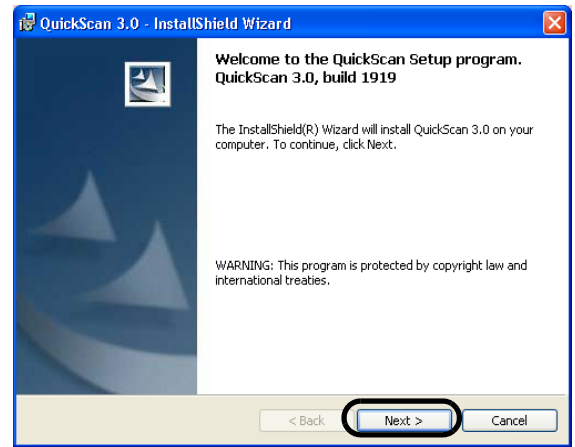 QuickScan 3.0 - InstallShield Wizard
Welcome to the QuickScan Setup program.
QuickScan 3.0, build 1919
The InstallShield(R) Wizard will install QuickScan 3.0 on your
computer. To continue, click Next.
WARNING: This program is protected by copyright law and
international treaties.
< Back
Next >
Cancel